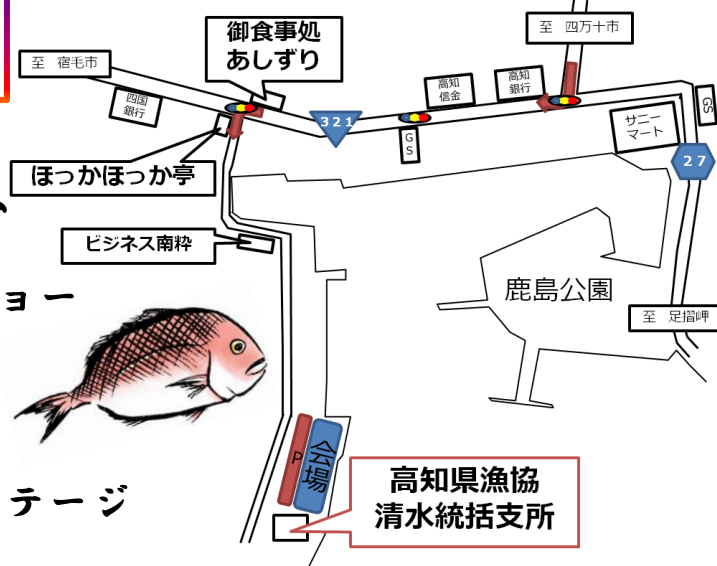 御食事処
あしずり
至 四万十市
至 宿毛市
四国
銀行
高知
信金
高知
銀行
321
GS
GS
サニー
マート
27
ほっかほっか亭
ビジネス南粋
ョー
鹿島公園
至 足摺岬
P
会場
テージ
高知県漁協
清水統括支所